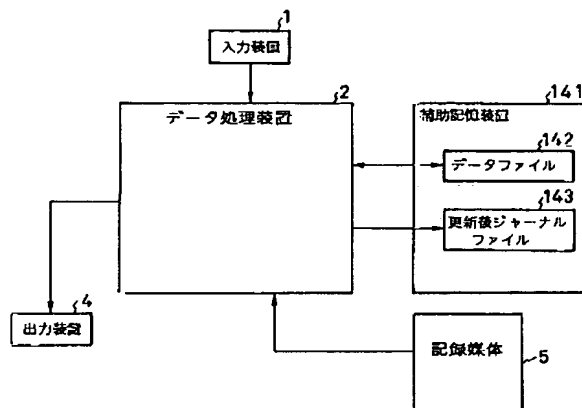 1
入力装置
2
データ処理装置
141
補助記憶装置
142
データファイル
143
更新後ジャーナル
ファイル
4
出力装置
記録媒体
5